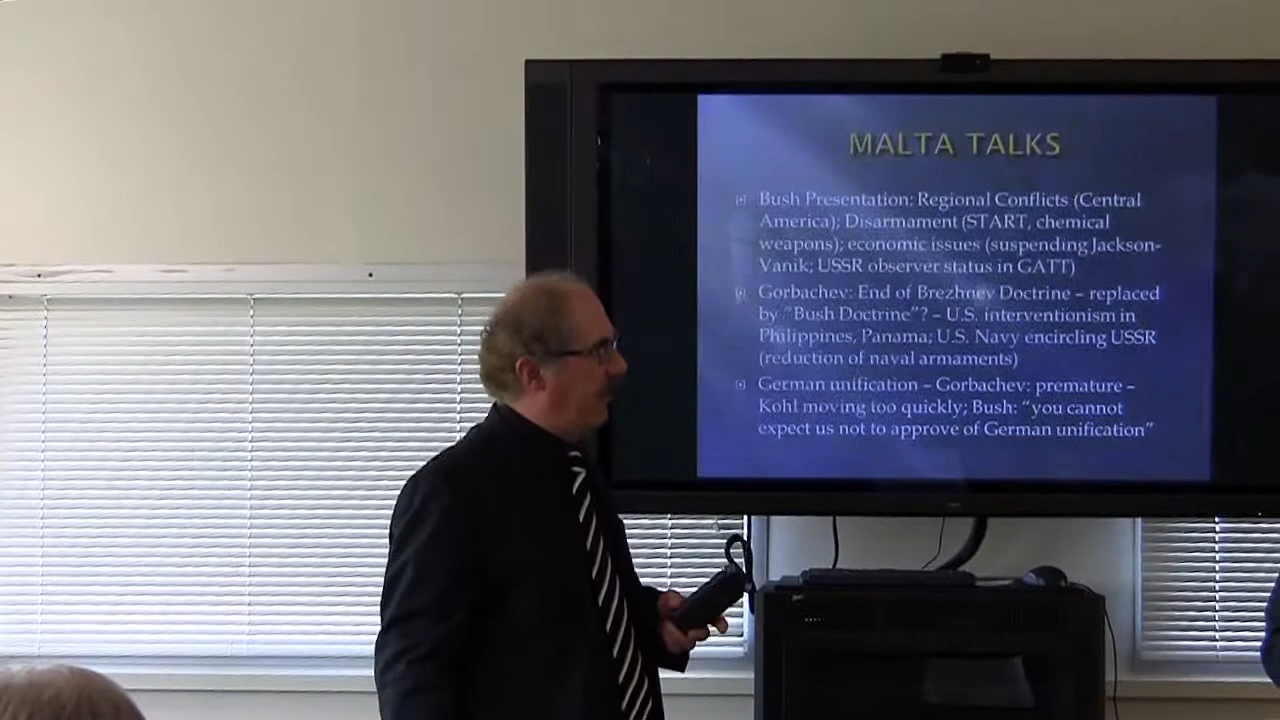 MALTA TALKS
Bush Presentation: Regional Conflicts (Central
America); Disarmament (START, chemical
weapons); economic issues (suspending Jackson-
Vanik; USSR observer status in GATT)
Gorbachev: End of Brezhnev Doctrine – replaced
by "Bush Doctrine"? – U.S. interventionism in
Philippines, Panama; U.S. Navy encircling USSR
(reduction of naval armaments)
German unification – Gorbachev: premature –
Kohl moving too quickly; Bush: "you cannot
expect us not to approve of German unification"